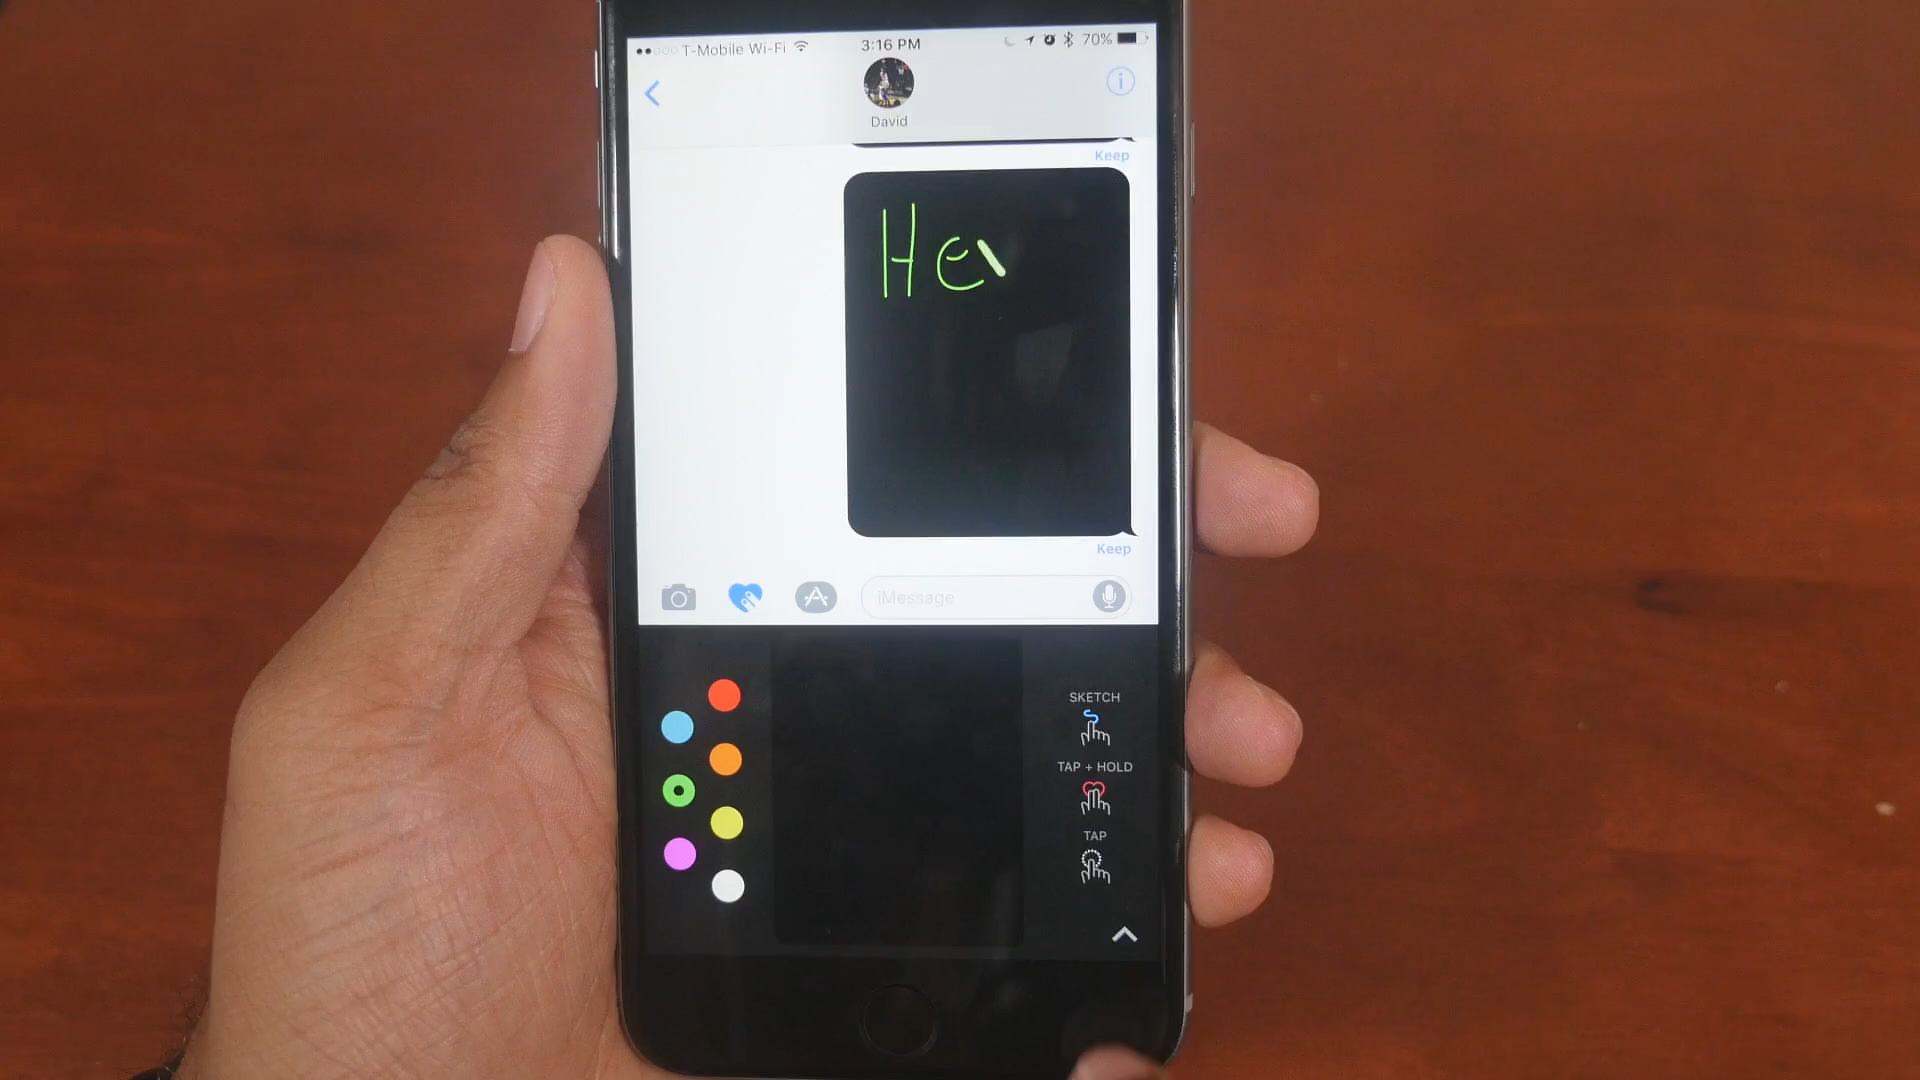 T-Mobile Wi-Fi 3:16 PM 70%
David
Keep
He
Keep
iMessage
SKETCH
TAP + HOLD
TAP